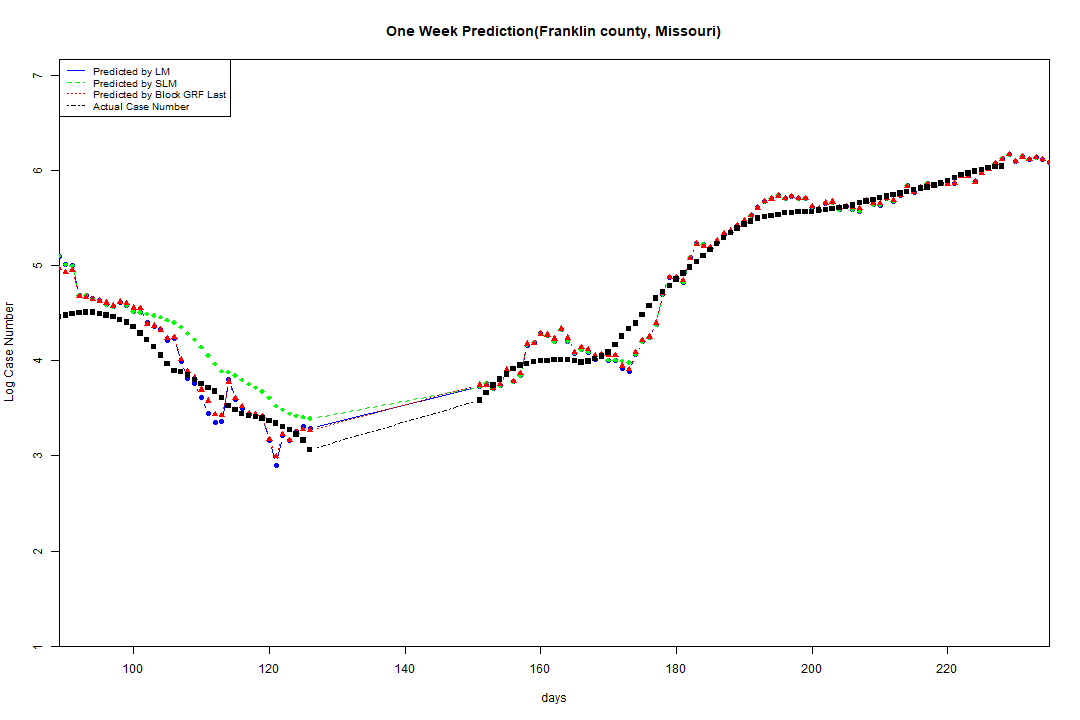 One Week Prediction(Franklin county, Missouri)
Predicted by LM
Predicted by SLM
Predicted by Block GRF Last
Actual Case Number
7
6
5
4
3
2
1
Log Case Number
100 120 140 160 180 200 220
days